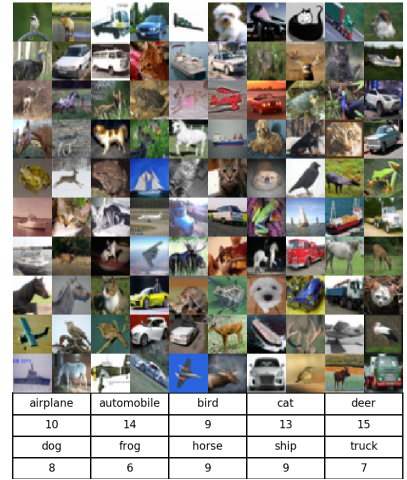 airplane automobile bird cat deer
10 14 9 13 15
dog frog horse ship truck
8 6 9 9 7